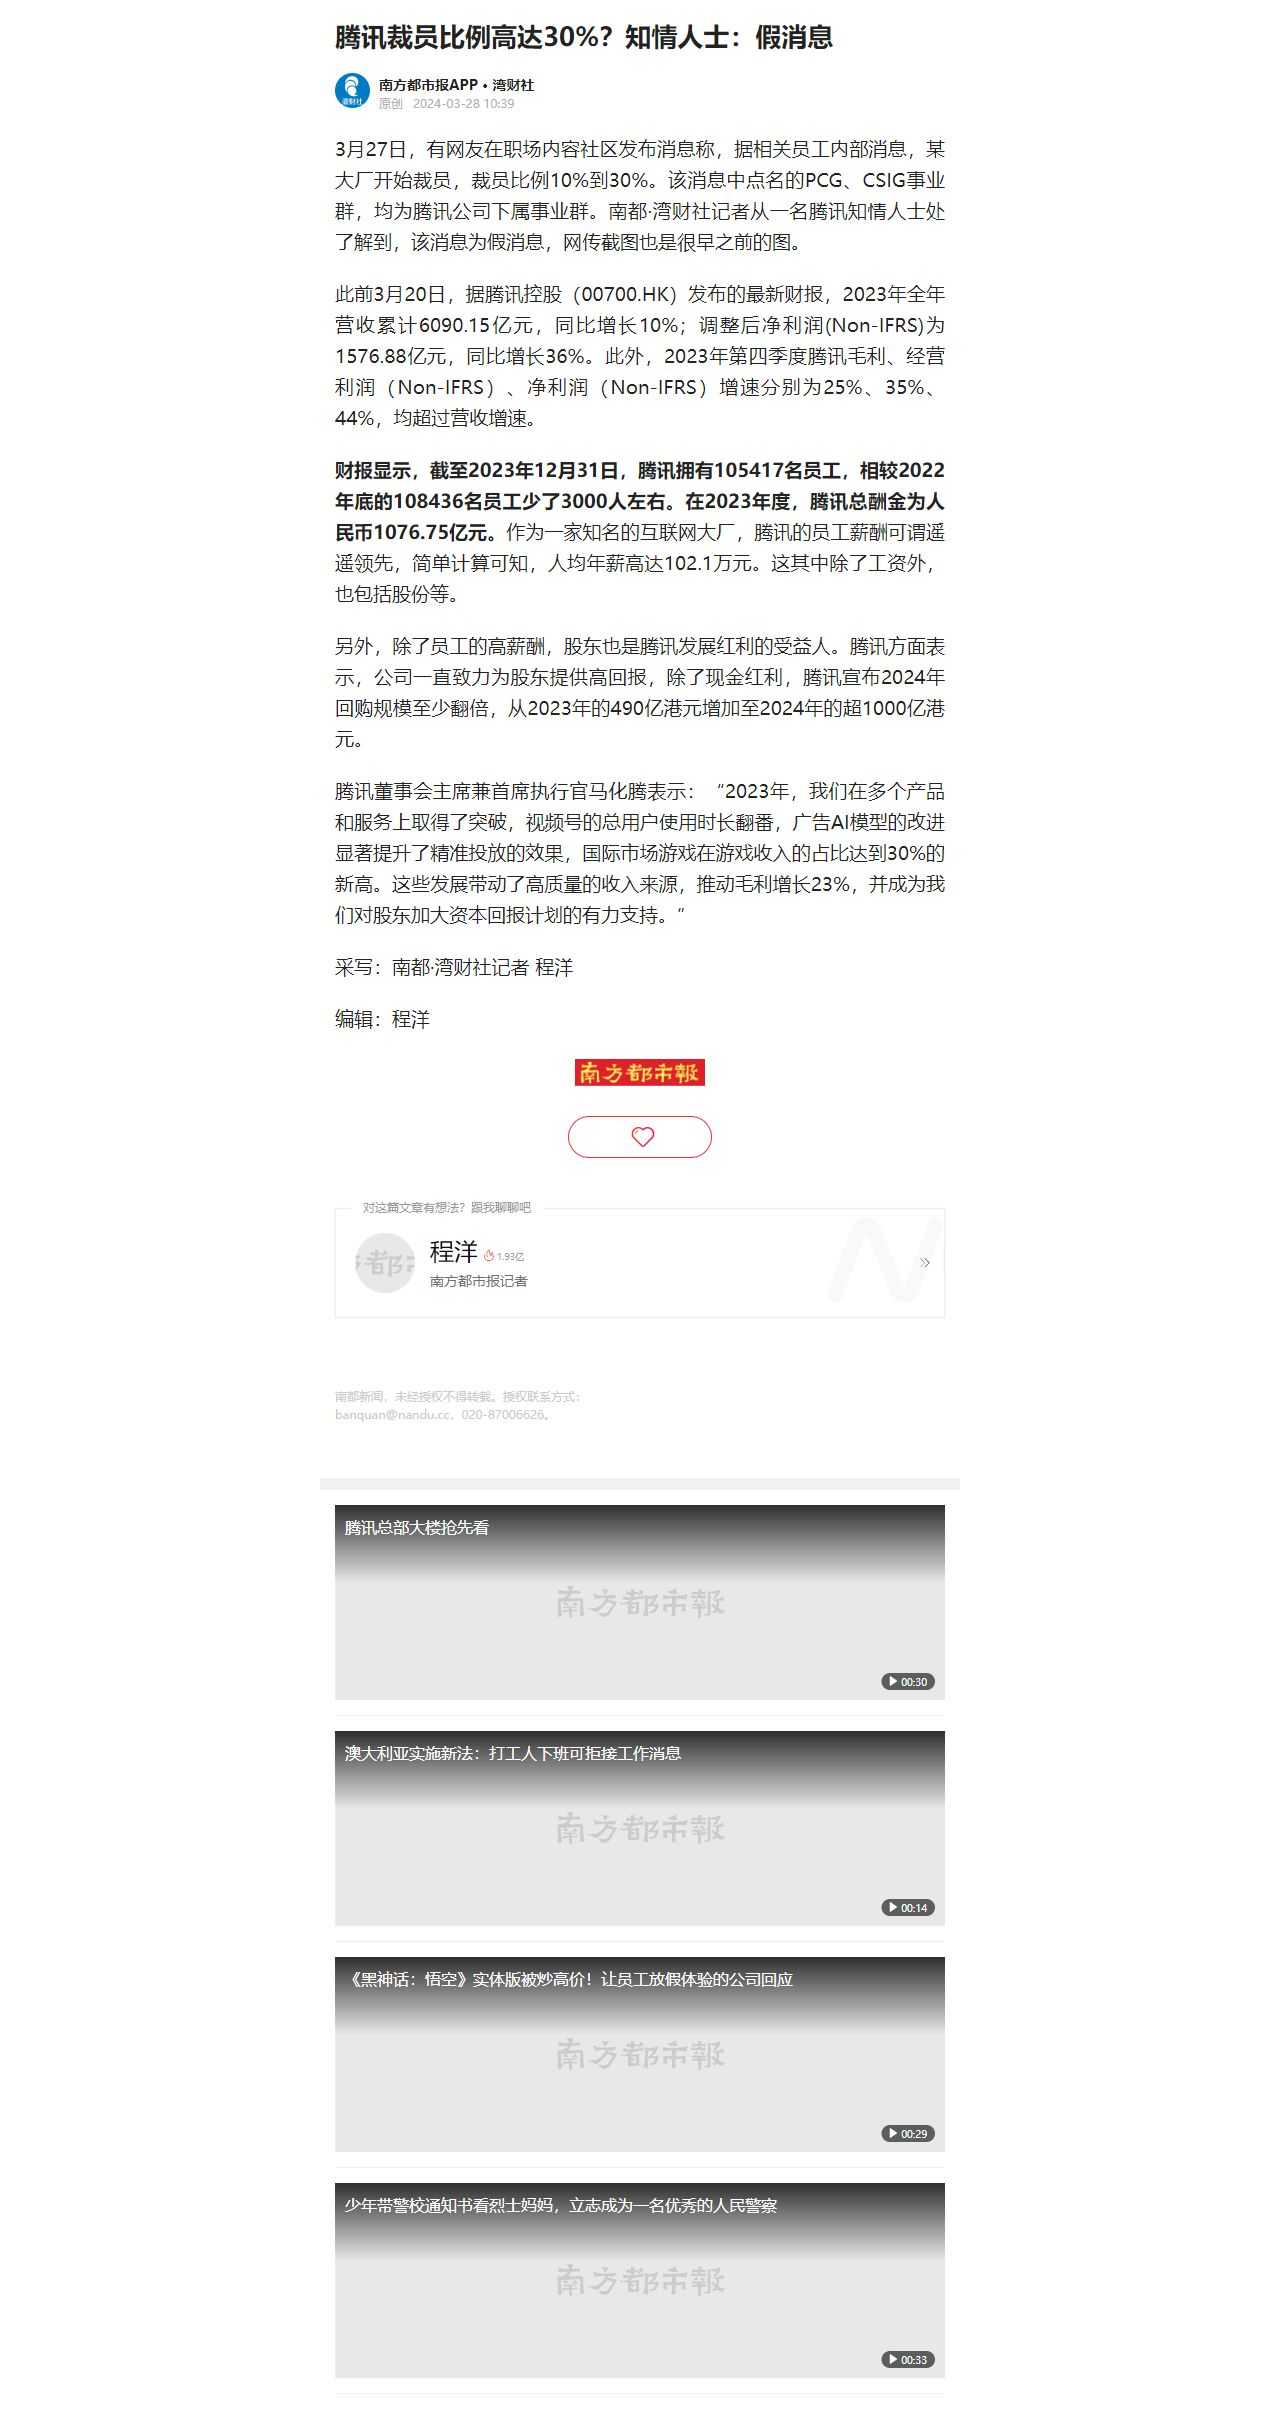 腾讯裁员比例高达30%？知情人士：假消息
南方都市报APP • 湾财社
原创 2024-03-28 10:39
3月27日，有网友在职场内容社区发布消息称，据相关员工内部消息，某
大厂开始裁员，裁员比例10%到30%。该消息中点名的PCG、CSIG事业
群，均为腾讯公司下属事业群。南都·湾财社记者从一名腾讯知情人士处
了解到，该消息为假消息，网传截图也是很早之前的图。
此前3月20日，据腾讯控股（00700.HK）发布的最新财报，2023年全年
营收累计6090.15亿元，同比增长10%；调整后净利润(Non-IFRS)为
1576.88亿元，同比增长36%。此外，2023年第四季度腾讯毛利、经营
利润（Non-IFRS）、净利润（Non-IFRS）增速分别为25%、35%、
44%，均超过营收增速。
财报显示，截至2023年12月31日，腾讯拥有105417名员工，相较2022
年底的108436名员工少了3000人左右。在2023年度，腾讯总酬金为人
民币1076.75亿元。作为一家知名的互联网大厂，腾讯的员工薪酬可谓遥
遥领先，简单计算可知，人均年薪高达102.1万元。这其中除了工资外，
也包括股份等。
另外，除了员工的高薪酬，股东也是腾讯发展红利的受益人。腾讯方面表
示，公司一直致力为股东提供高回报，除了现金红利，腾讯宣布2024年
回购规模至少翻倍，从2023年的490亿港元增加至2024年的超1000亿港
元。
腾讯董事会主席兼首席执行官马化腾表示：“2023年，我们在多个产品
和服务上取得了突破，视频号的总用户使用时长翻番，广告AI模型的改进
显著提升了精准投放的效果，国际市场游戏在游戏收入的占比达到30%的
新高。这些发展带动了高质量的收入来源，推动毛利增长23%，并成为我
们对股东加大资本回报计划的有力支持。”
采写：南都·湾财社记者 程洋
编辑：程洋
南方都市報
对这篇文章有想法？跟我聊聊吧
程洋 1.93亿
南方都市报记者
南都新闻，未经授权不得转载。授权联系方式：
banquan@nandu.cc，020-87006626。
腾讯总部大楼抢先看
南方都市報
00:30
澳大利亚实施新法：打工人下班可拒接工作消息
南方都市報
00:14
《黑神话：悟空》实体版被炒高价！让员工放假体验的公司回应
南方都市報
00:29
少年带警校通知书看烈士妈妈，立志成为一名优秀的人民警察
南方都市報
00:33